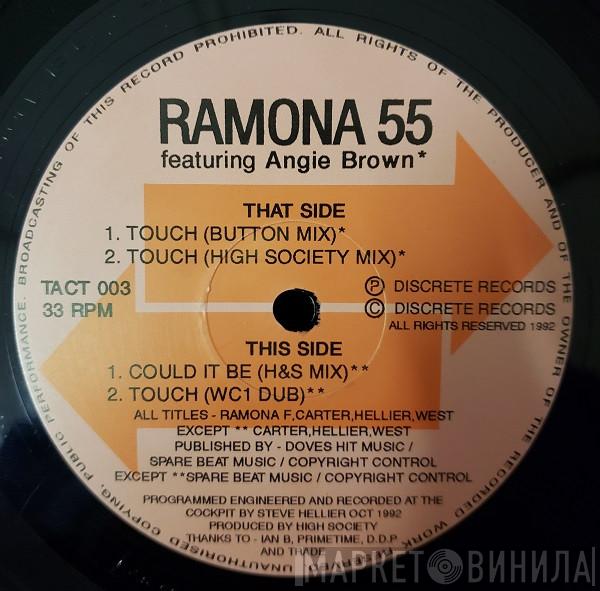 UNAUTHORISED COPYING, PUBLIC PERFORMANCE, BROADCASTING OF THIS RECORD PROHIBITED. ALL RIGHTS OF THE PRODUCER AND OF THE OWNER OF THE RECORDED WORK
RAMONA 55
featuring Angie Brown*
THAT SIDE
1. TOUCH (BUTTON MIX)*
2. TOUCH (HIGH SOCIETY MIX)*
TACT 003
33 RPM
Ⓟ DISCRETE RECORDS
© DISCRETE RECORDS
ALL RIGHTS RESERVED 1992
THIS SIDE
1. COULD IT BE (H&S MIX)**
2. TOUCH (WC1 DUB)**
ALL TITLES - RAMONA F,CARTER,HELLIER,WEST
EXCEPT ** CARTER,HELLIER,WEST
PUBLISHED BY - DOVES HIT MUSIC /
SPARE BEAT MUSIC / COPYRIGHT CONTROL
EXCEPT **SPARE BEAT MUSIC / COPYRIGHT CONTROL
PROGRAMMED ENGINEERED AND RECORDED AT THE
COCKPIT BY STEVE HELLIER OCT 1992
PRODUCED BY HIGH SOCIETY
THANKS TO - IAN B, PRIMETIME, D.D.P
AND TRADE
МАРКЕТ ВИНИЛА